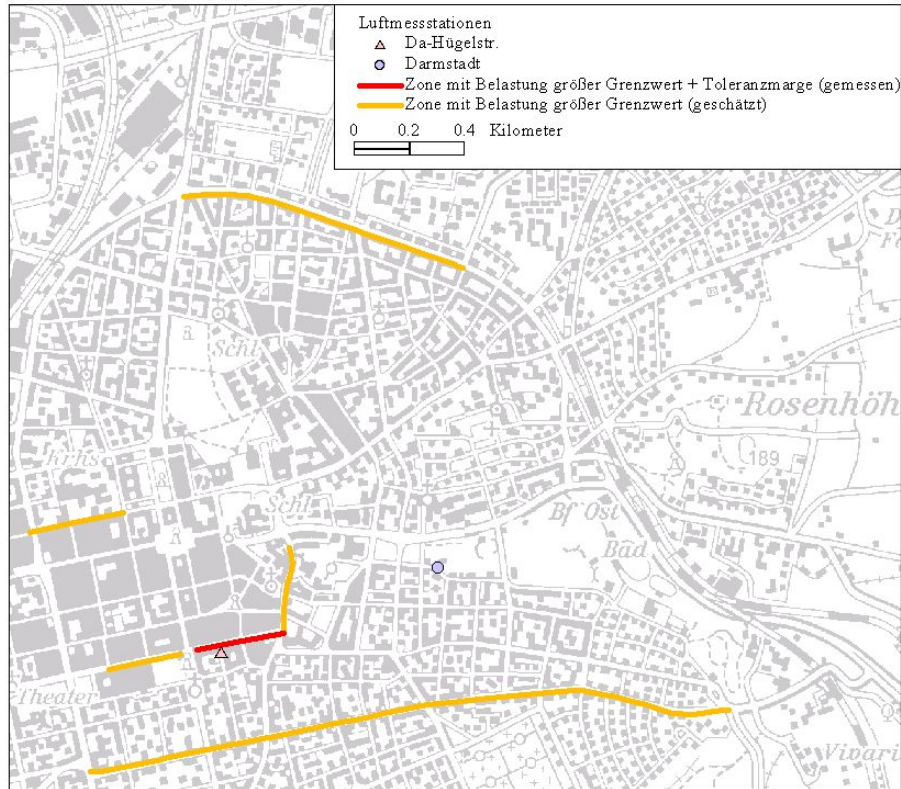 Luftmessstationen
Da-Hügelstr.
Darmstadt
Zone mit Belastung größer Grenzwert + Toleranzmarge (gemessen)
Zone mit Belastung größer Grenzwert (geschätzt)
0 0.2 0.4 Kilometer
Schl
Rosenhöh
Krhs
189
Schl
Bf Ost
Bad
Theater
Vivari